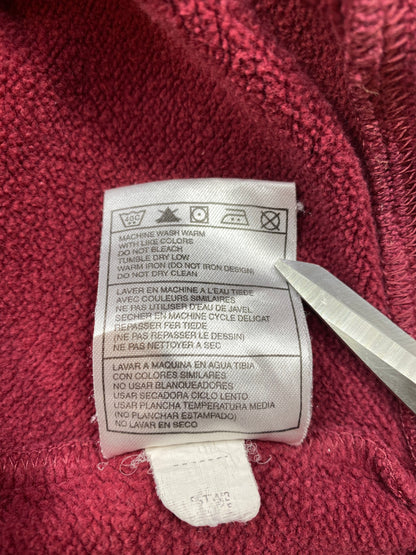 40C
MACHINE WASH WARM
WITH LIKE COLORS
DO NOT BLEACH
TUMBLE DRY LOW
WARM IRON (DO NOT IRON DESIGN)
DO NOT DRY CLEAN
LAVER EN MACHINE A L'EAU TIEDE
AVEC COULEURS SIMILAIRES
NE PAS UTILISER D'EAU DE JAVEL
SECHER EN MACHINE CYCLE DELICAT
REPASSER FER TIEDE
(NE PAS REPASSER LE DESSIN)
NE PAS NETTOYER A SEC
LAVAR A MAQUINA EN AGUA TIBIA
CON COLORES SIMILARES
NO USAR BLANQUEADORES
USAR SECADORA CICLO LENTO
USAR PLANCHA TEMPERATURA MEDIA
(NO PLANCHAR ESTAMPADO)
NO LAVAR EN SECO